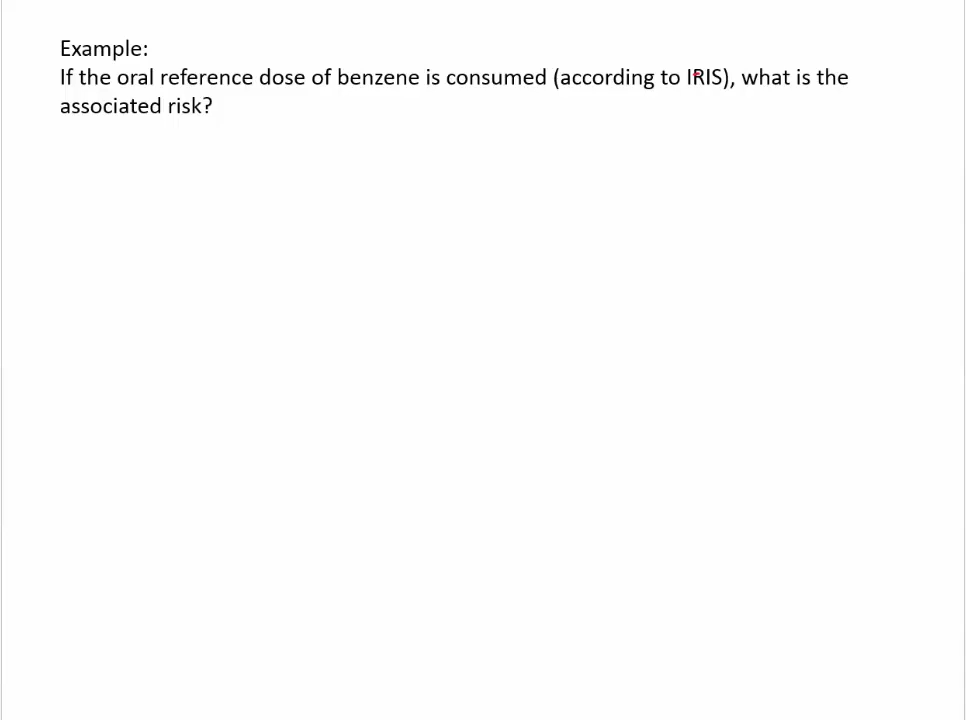 Example:
If the oral reference dose of benzene is consumed (according to IRIS), what is the
associated risk?